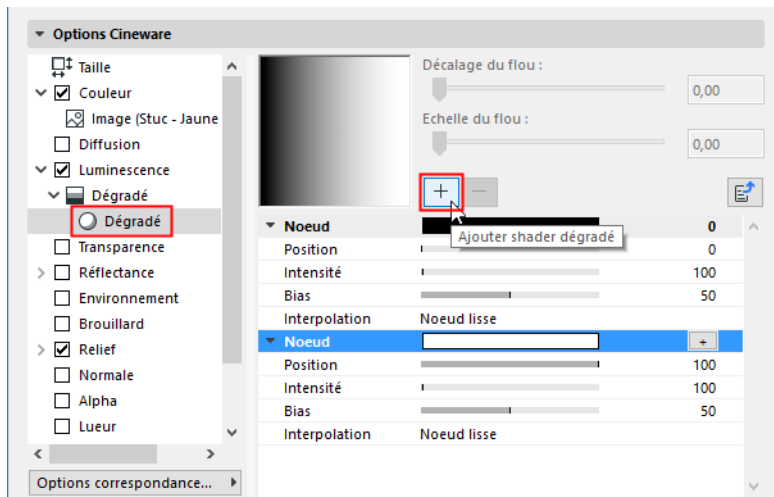 Options Cineware
Taille
Couleur
Image (Stuc - Jaune
Diffusion
Luminescence
Dégradé
Dégradé
Transparence
Réflectance
Environnement
Brouillard
Relief
Normale
Alpha
Lueur
Options correspondance...
Décalage du flou :
0,00
Echelle du flou :
0,00
Ajouter shader dégradé
Noeud 0
Position 0
Intensité 100
Bias 50
Interpolation Noeud lisse
Noeud
Position 100
Intensité 100
Bias 50
Interpolation Noeud lisse